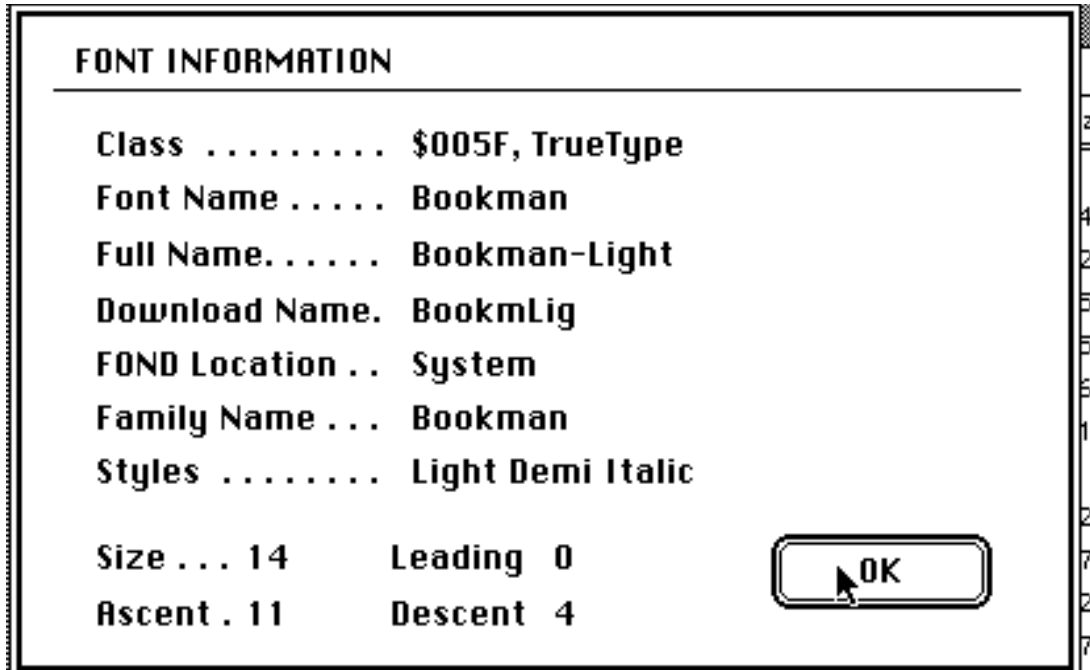 FONT INFORMATION
Class ......... $005F, TrueType
Font Name ..... Bookman
Full Name...... Bookman-Light
Download Name. BookmLig
FOND Location .. System
Family Name ... Bookman
Styles ........ Light Demi Italic
Size ... 14 Leading 0
OK
Ascent . 11 Descent 4